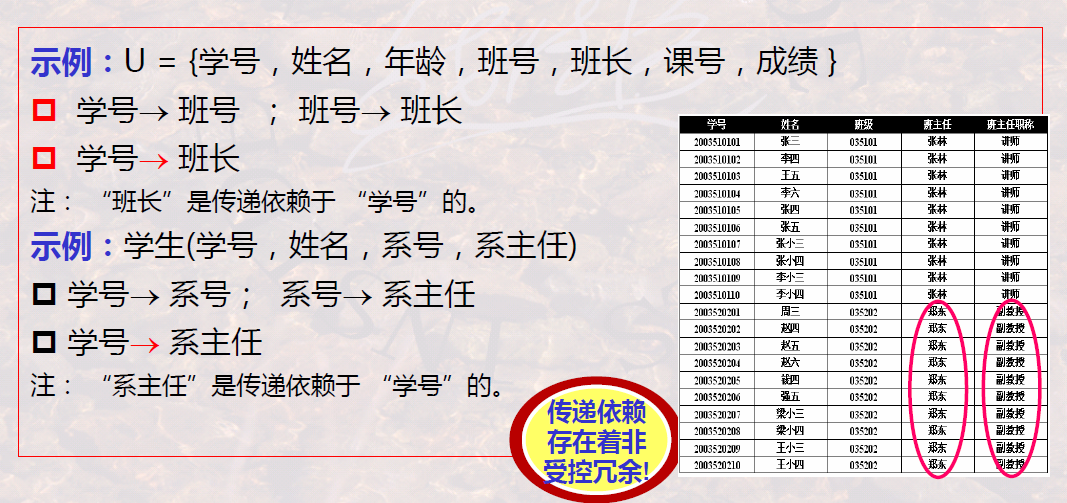 示例：U = {学号，姓名，年龄，班号，班长，课号，成绩 }
学号→ 班号 ； 班号→ 班长
学号→ 班长
注： “班长”是传递依赖于 “学号”的。
示例：学生(学号，姓名，系号，系主任)
学号→ 系号； 系号→ 系主任
学号→ 系主任
注： “系主任”是传递依赖于 “学号”的。
传递依赖
存在着非
受控冗余!
学号 姓名 班级 班主任 班主任职称
2003510101 张三 035101 张林 讲师
2003510102 李四 035101 张林 讲师
2003510103 王五 035101 张林 讲师
2003510104 李六 035101 张林 讲师
2003510105 张四 035101 张林 讲师
2003510106 张五 035101 张林 讲师
2003510107 张小三 035101 张林 讲师
2003510108 张小四 035101 张林 讲师
2003510109 李小三 035101 张林 讲师
2003510110 李小四 035101 张林 讲师
2003520201 周三 035202 郑东 副教授
2003520202 赵四 035202 郑东 副教授
2003520203 赵五 035202 郑东 副教授
2003520204 赵六 035202 郑东 副教授
2003520205 钱四 035202 郑东 副教授
2003520206 强五 035202 郑东 副教授
2003520207 梁小三 035202 郑东 副教授
2003520208 梁小四 035202 郑东 副教授
2003520209 王小三 035202 郑东 副教授
2003520210 王小四 035202 郑东 副教授